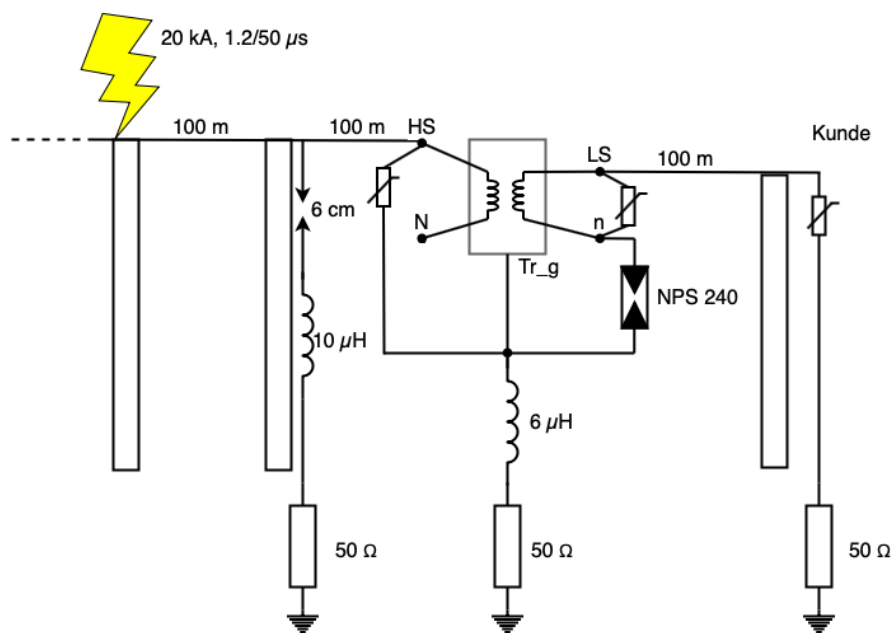 20 kA, 1.2/50 µs
100 m
100 m
HS
LS
100 m
Kunde
6 cm
N
n
Tr_g
NPS 240
10 µH
6 µH
50 Ω
50 Ω
50 Ω